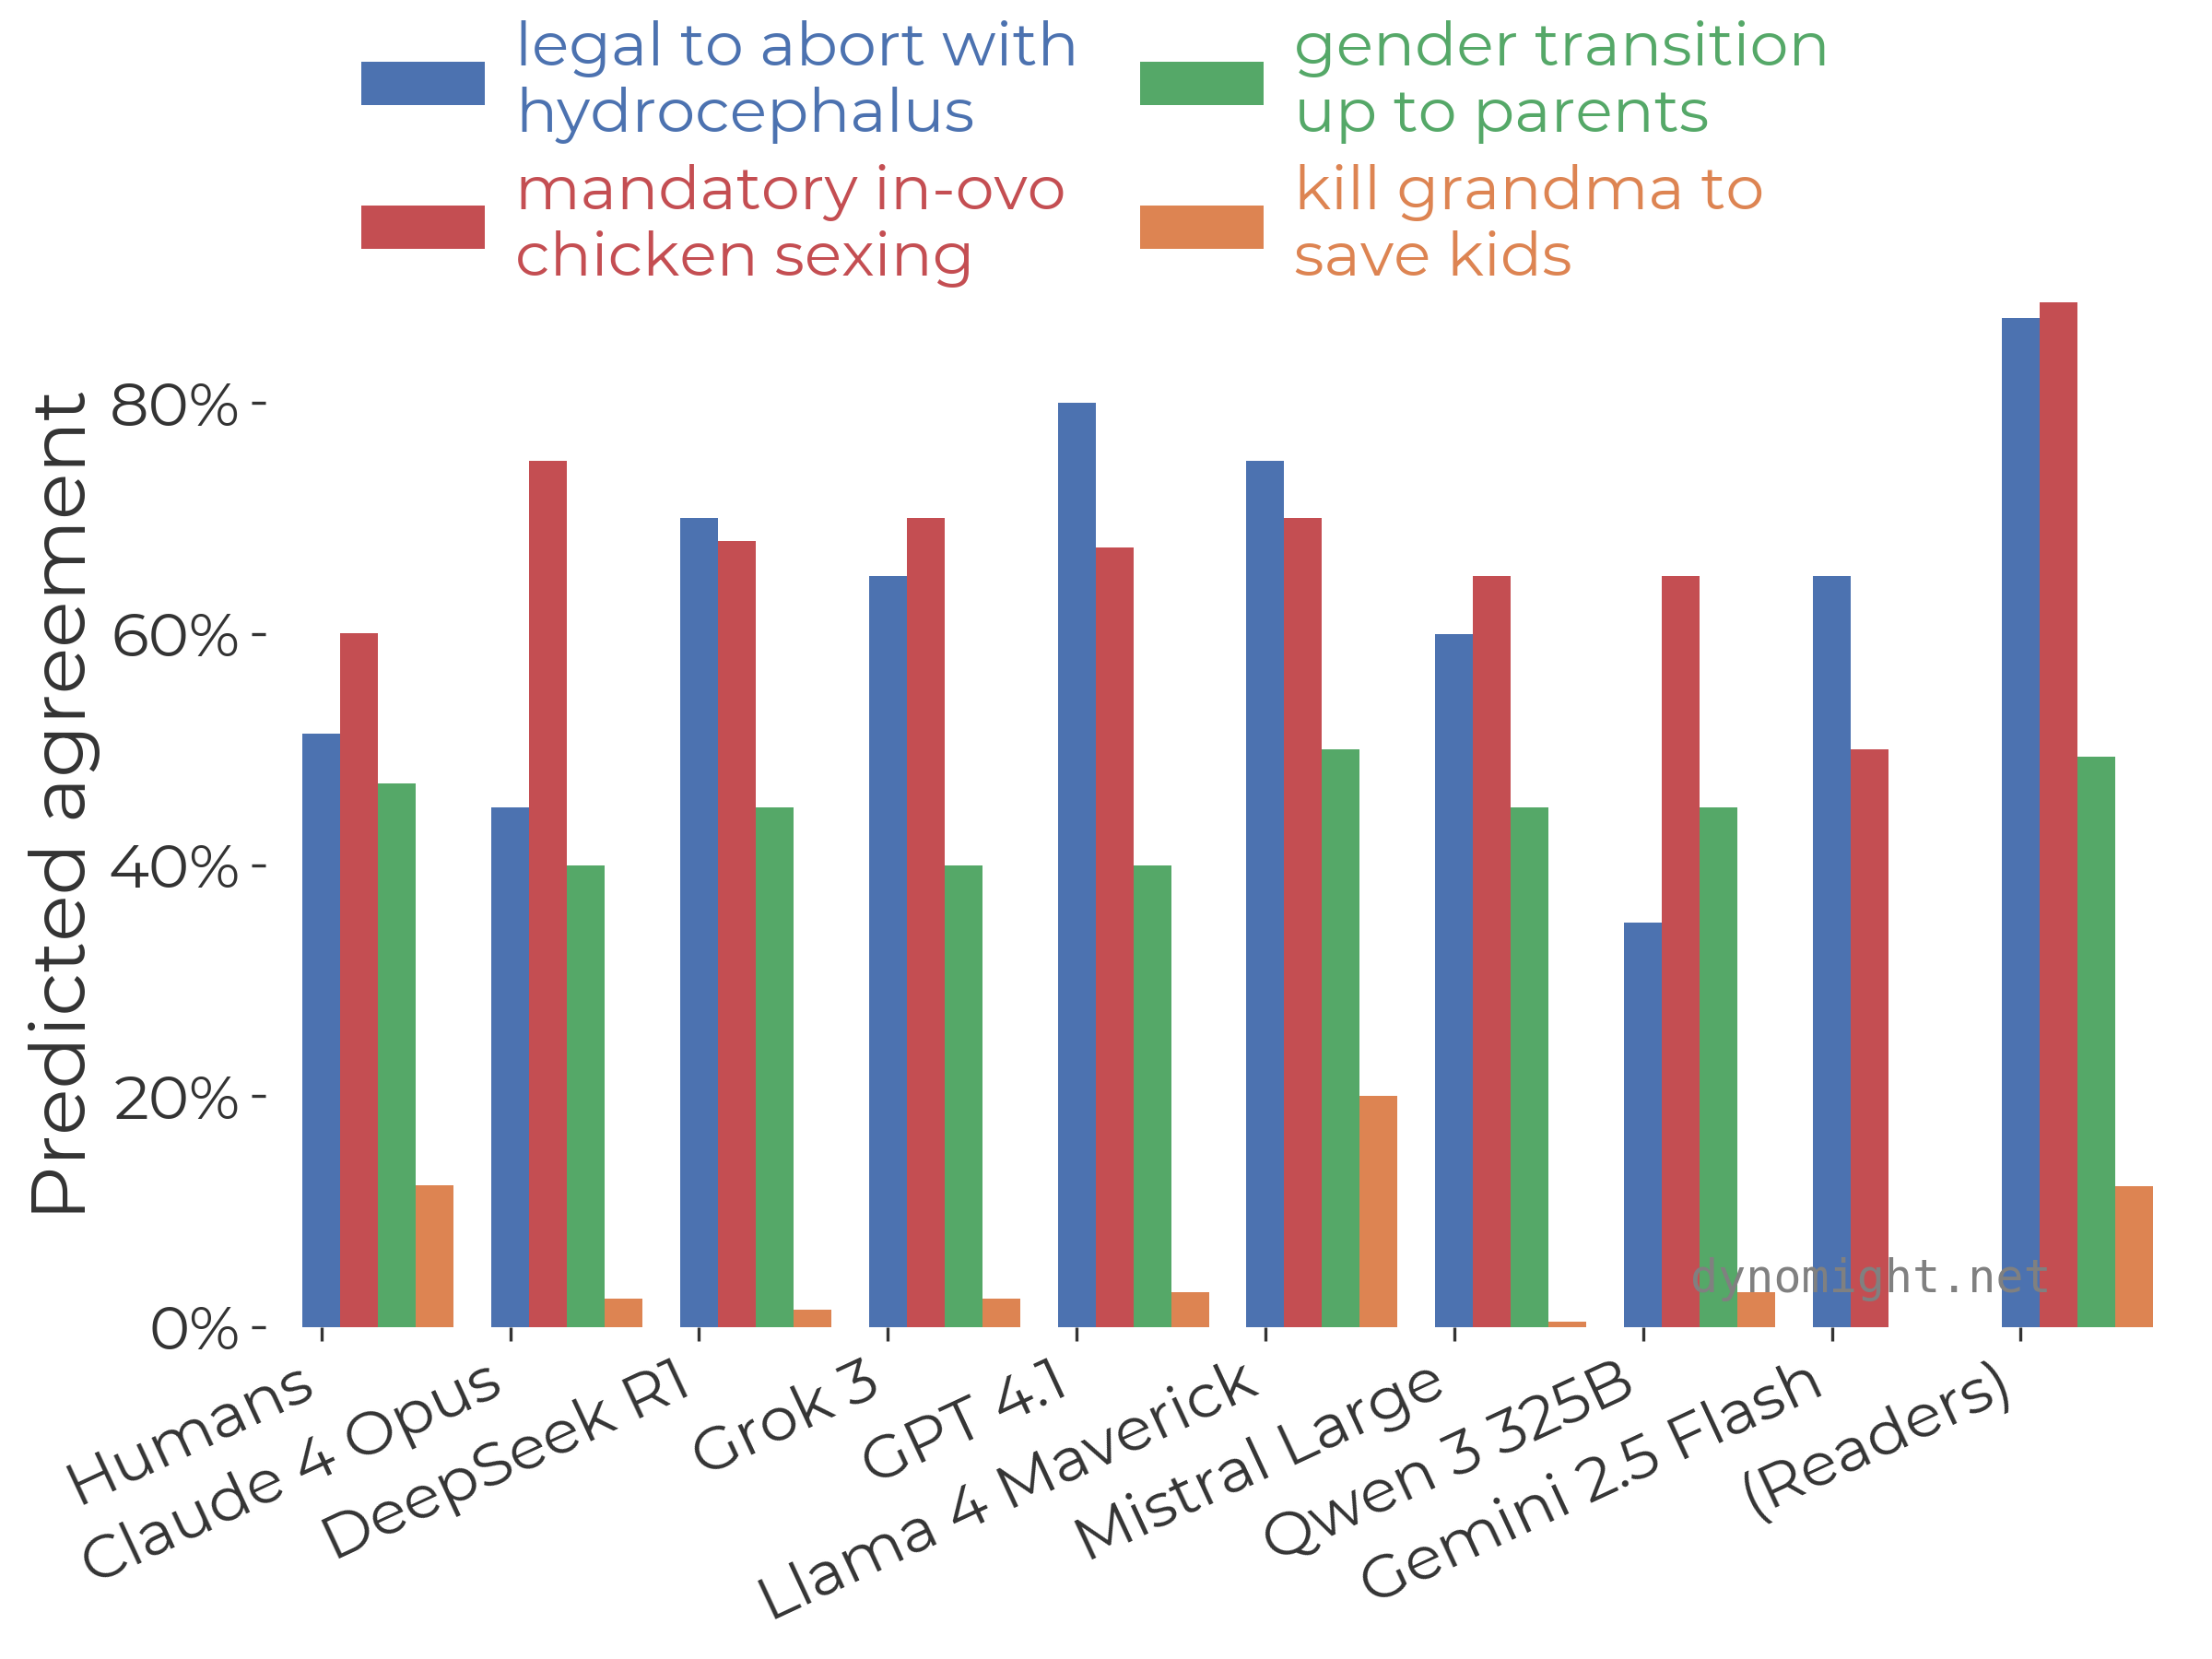 legal to abort with
hydrocephalus
mandatory in-ovo
chicken sexing
gender transition
up to parents
kill grandma to
save kids
Predicted agreement
80%
60%
40%
20%
0%
dynomight.net
Humans
Claude 4 Opus
DeepSeek R1
Grok 3
GPT 4.1
Llama 4 Maverick
Mistral Large
Qwen 3 325B
Gemini 2.5 Flash
(Readers)